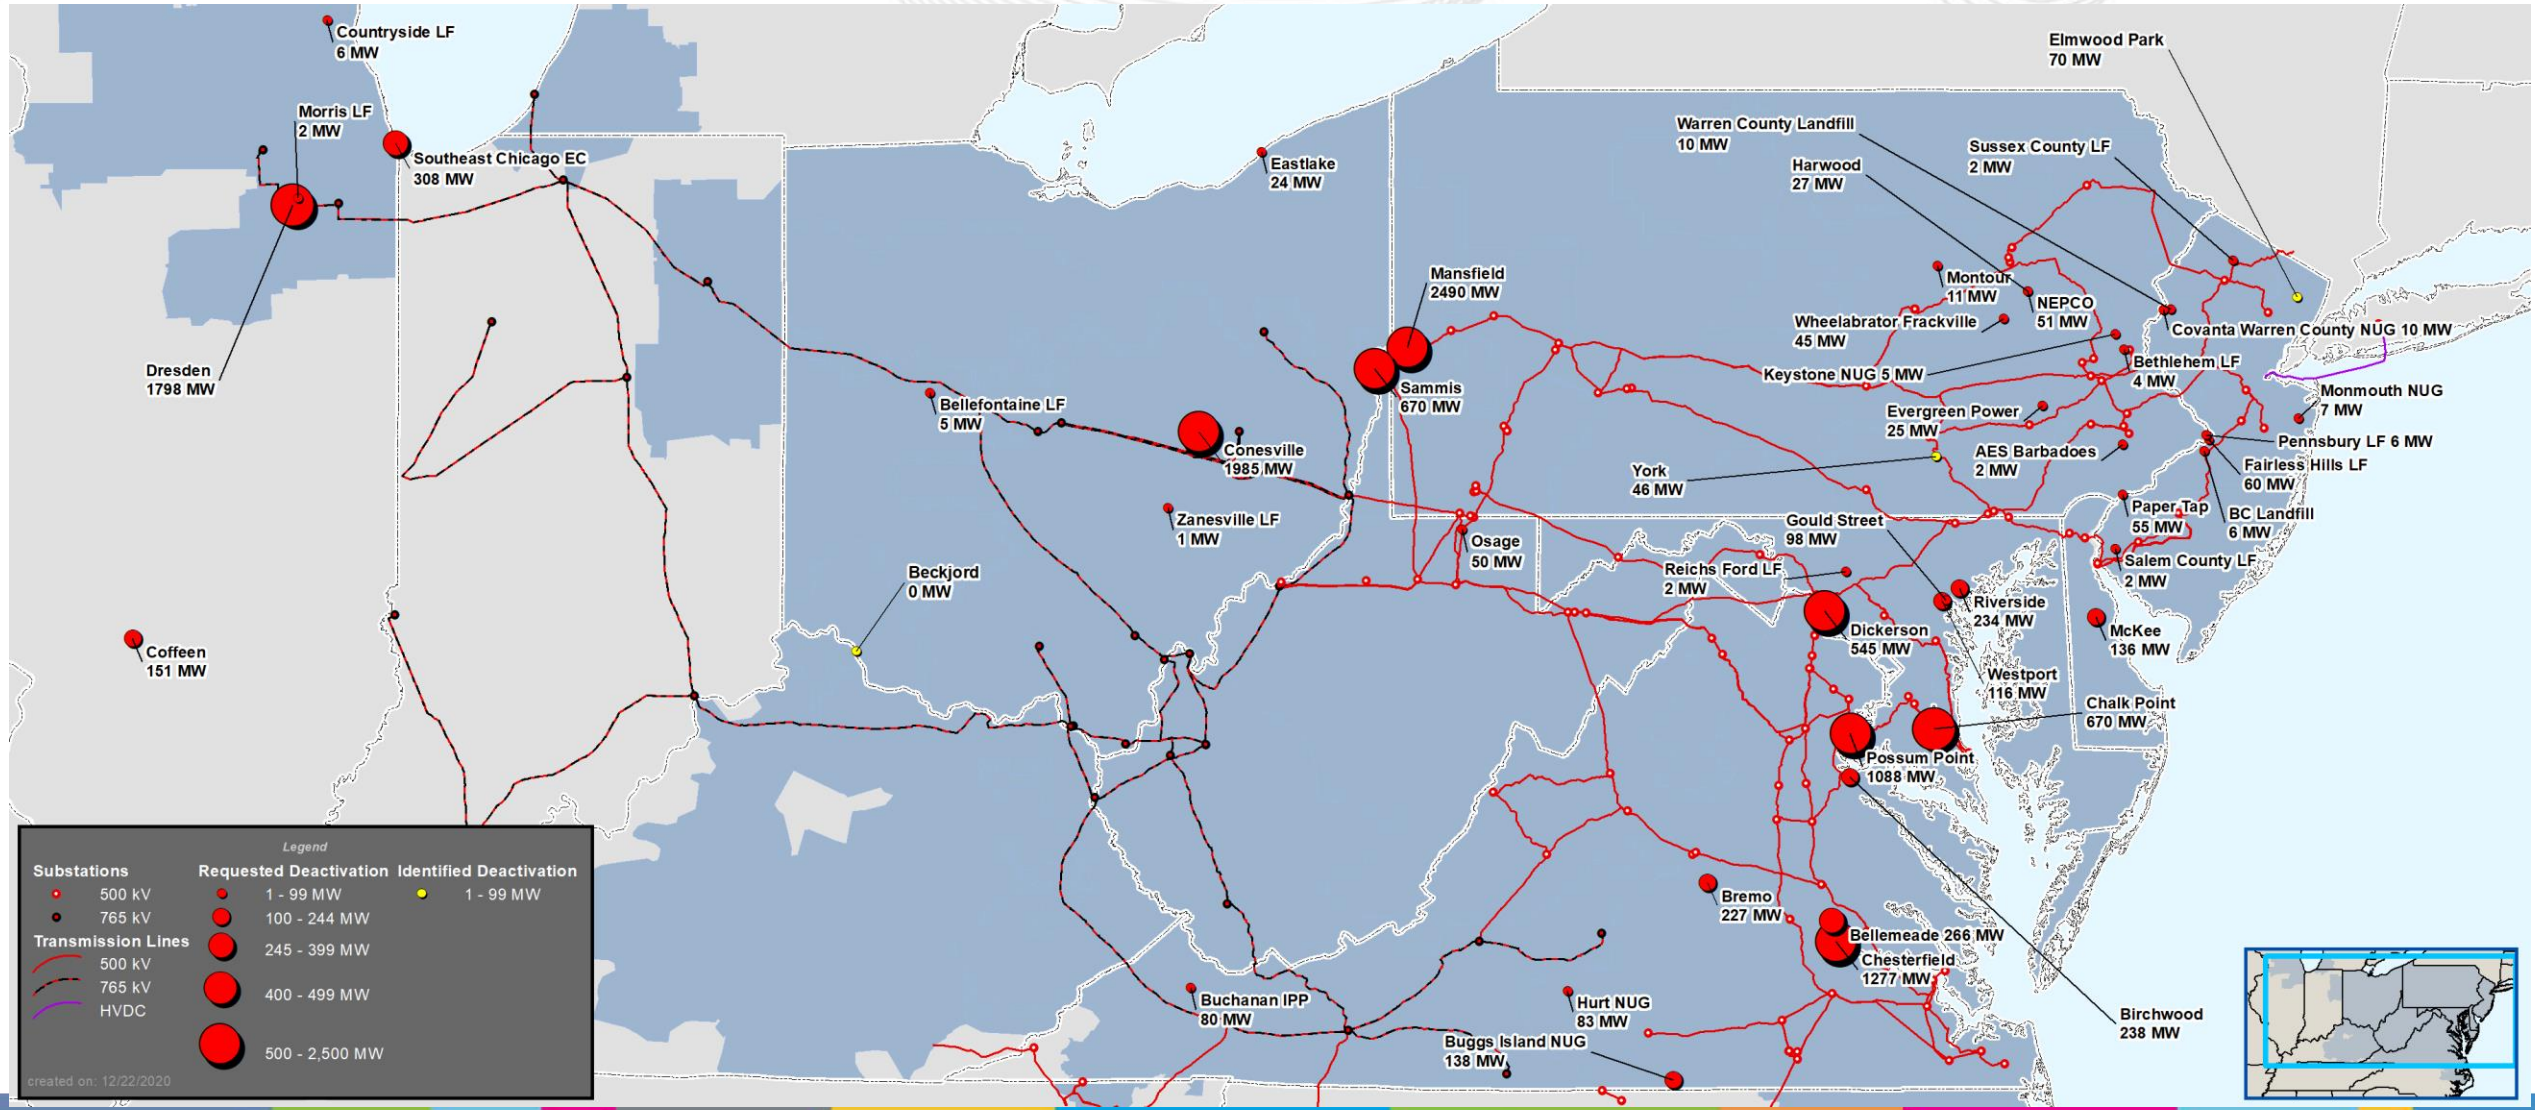 Countryside LF
6 MW
Morris LF
2 MW
Southeast Chicago EC
308 MW
Dresden
1798 MW
Coffeen
151 MW
Eastlake
24 MW
Mansfield
2490 MW
Sammis
670 MW
Bellefontaine LF
5 MW
Conesville
1985 MW
Zanesville LF
1 MW
Beckjord
0 MW
Osage
50 MW
Elmwood Park
70 MW
Warren County Landfill
10 MW
Sussex County LF
2 MW
Harwood
27 MW
Montour
11 MW
NEPCO
51 MW
Wheelabrator Frackville
45 MW
Covanta Warren County NUG 10 MW
Keystone NUG 5 MW
Bethlehem LF
4 MW
Monmouth NUG
7 MW
Evergreen Power
25 MW
Pennsbury LF 6 MW
AES Barbadoes
2 MW
Fairless Hills LF
60 MW
York
46 MW
Paper Tap
55 MW
BC Landfill
6 MW
Gould Street
98 MW
Reichs Ford LF
2 MW
Salem County LF
2 MW
Riverside
234 MW
McKee
136 MW
Dickerson
545 MW
Westport
116 MW
Chalk Point
670 MW
Possum Point
1088 MW
Bremo
227 MW
Bellemeade 266 MW
Chesterfield
1277 MW
Birchwood
238 MW
Buchanan IPP
80 MW
Hurt NUG
83 MW
Buggs Island NUG
138 MW
Legend
Substations
500 kV
765 kV
Transmission Lines
500 kV
765 kV
HVDC
Requested Deactivation
1 - 99 MW
100 - 244 MW
245 - 399 MW
400 - 499 MW
500 - 2,500 MW
Identified Deactivation
1 - 99 MW
created on: 12/22/2020